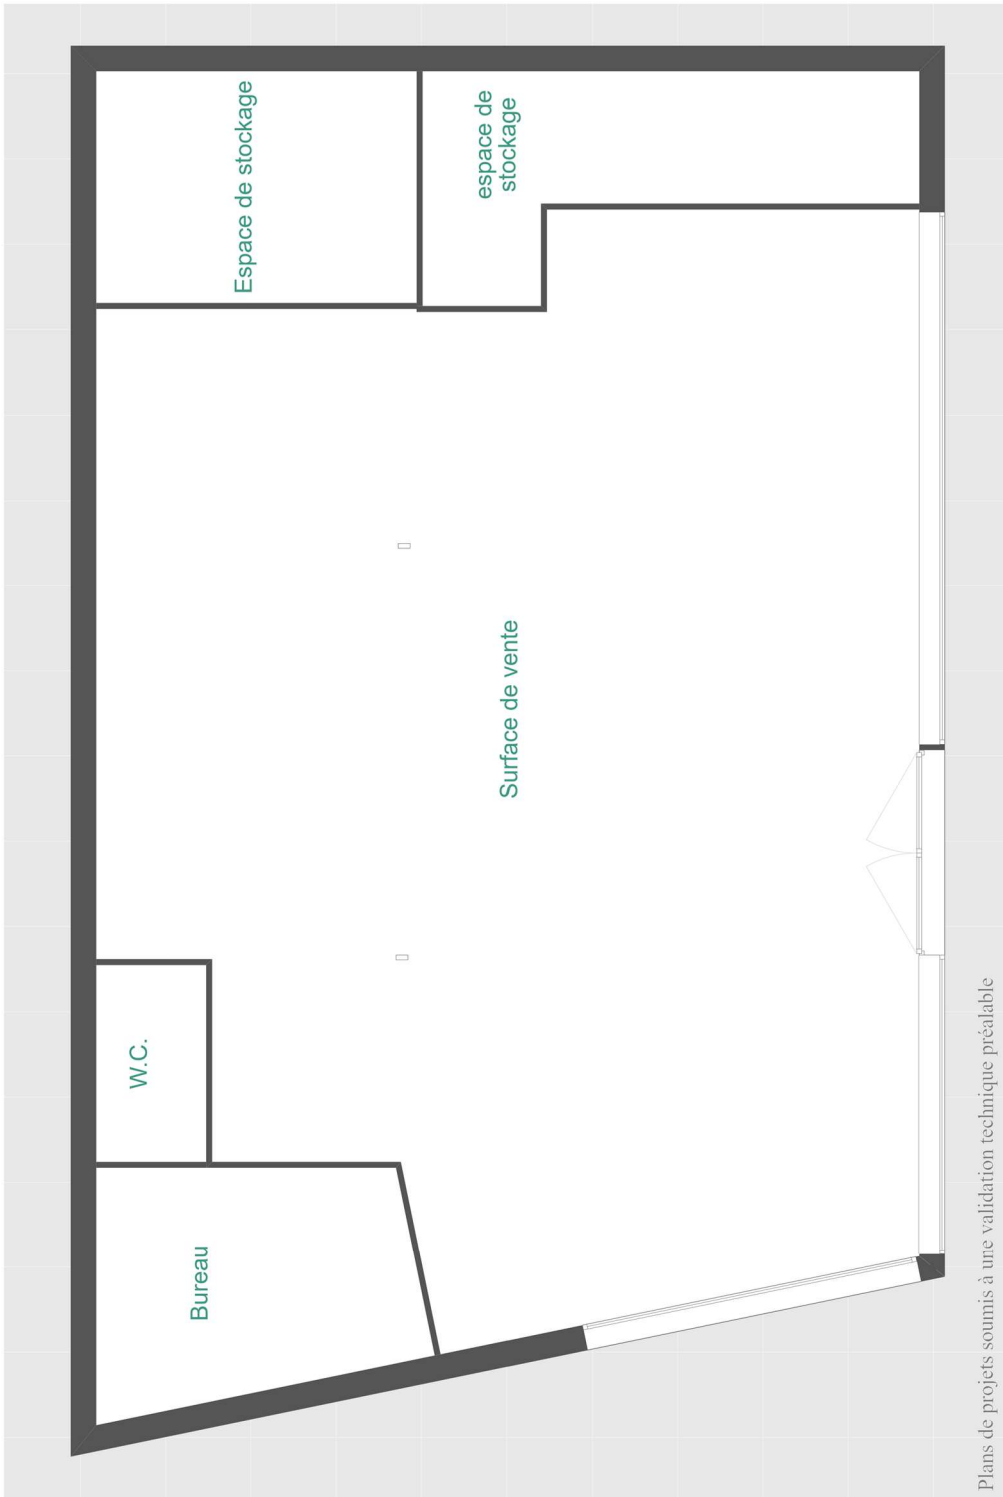 Bureau
W.C.
Espace de stockage
Surface de vente
espace de
stockage
Plans de projets soumis à une validation technique préalable